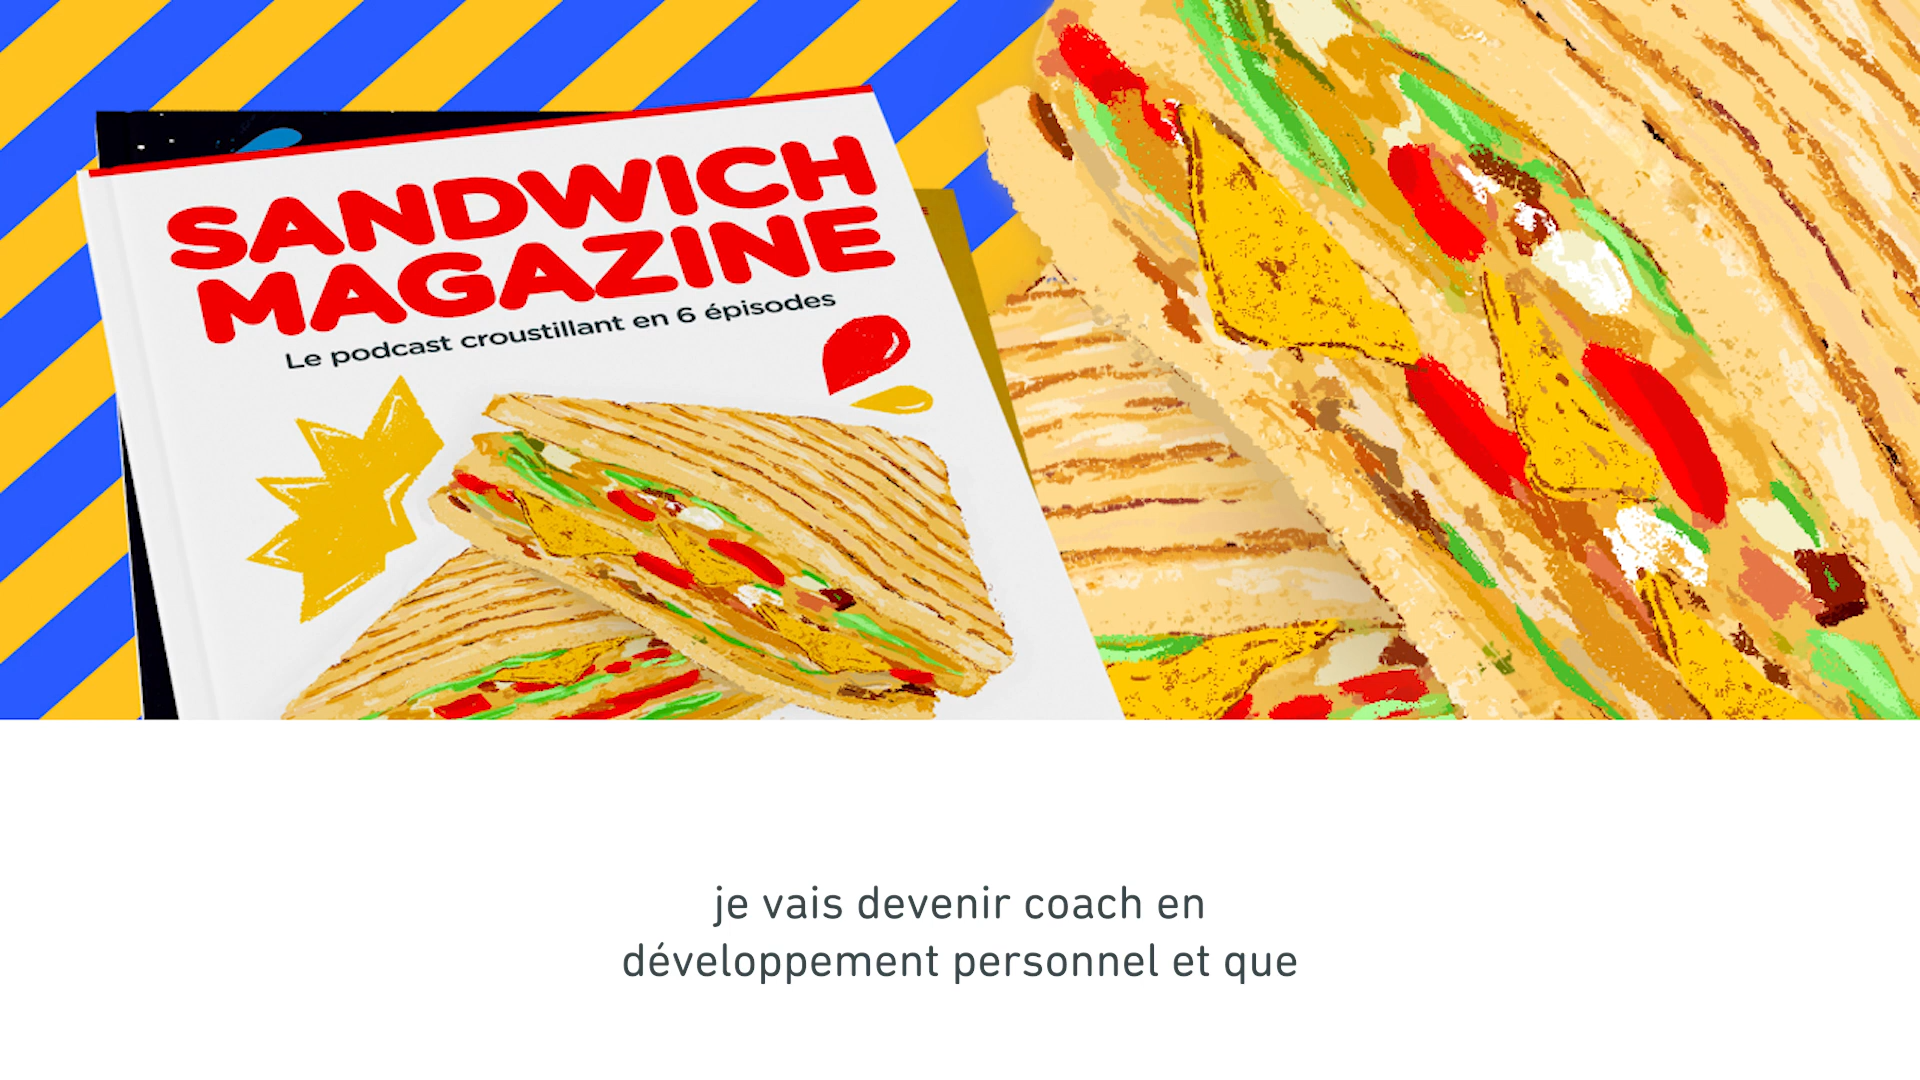 SANDWICH
MAGAZINE
Le podcast croustillant en 6 épisodes
je vais devenir coach en
développement personnel et que